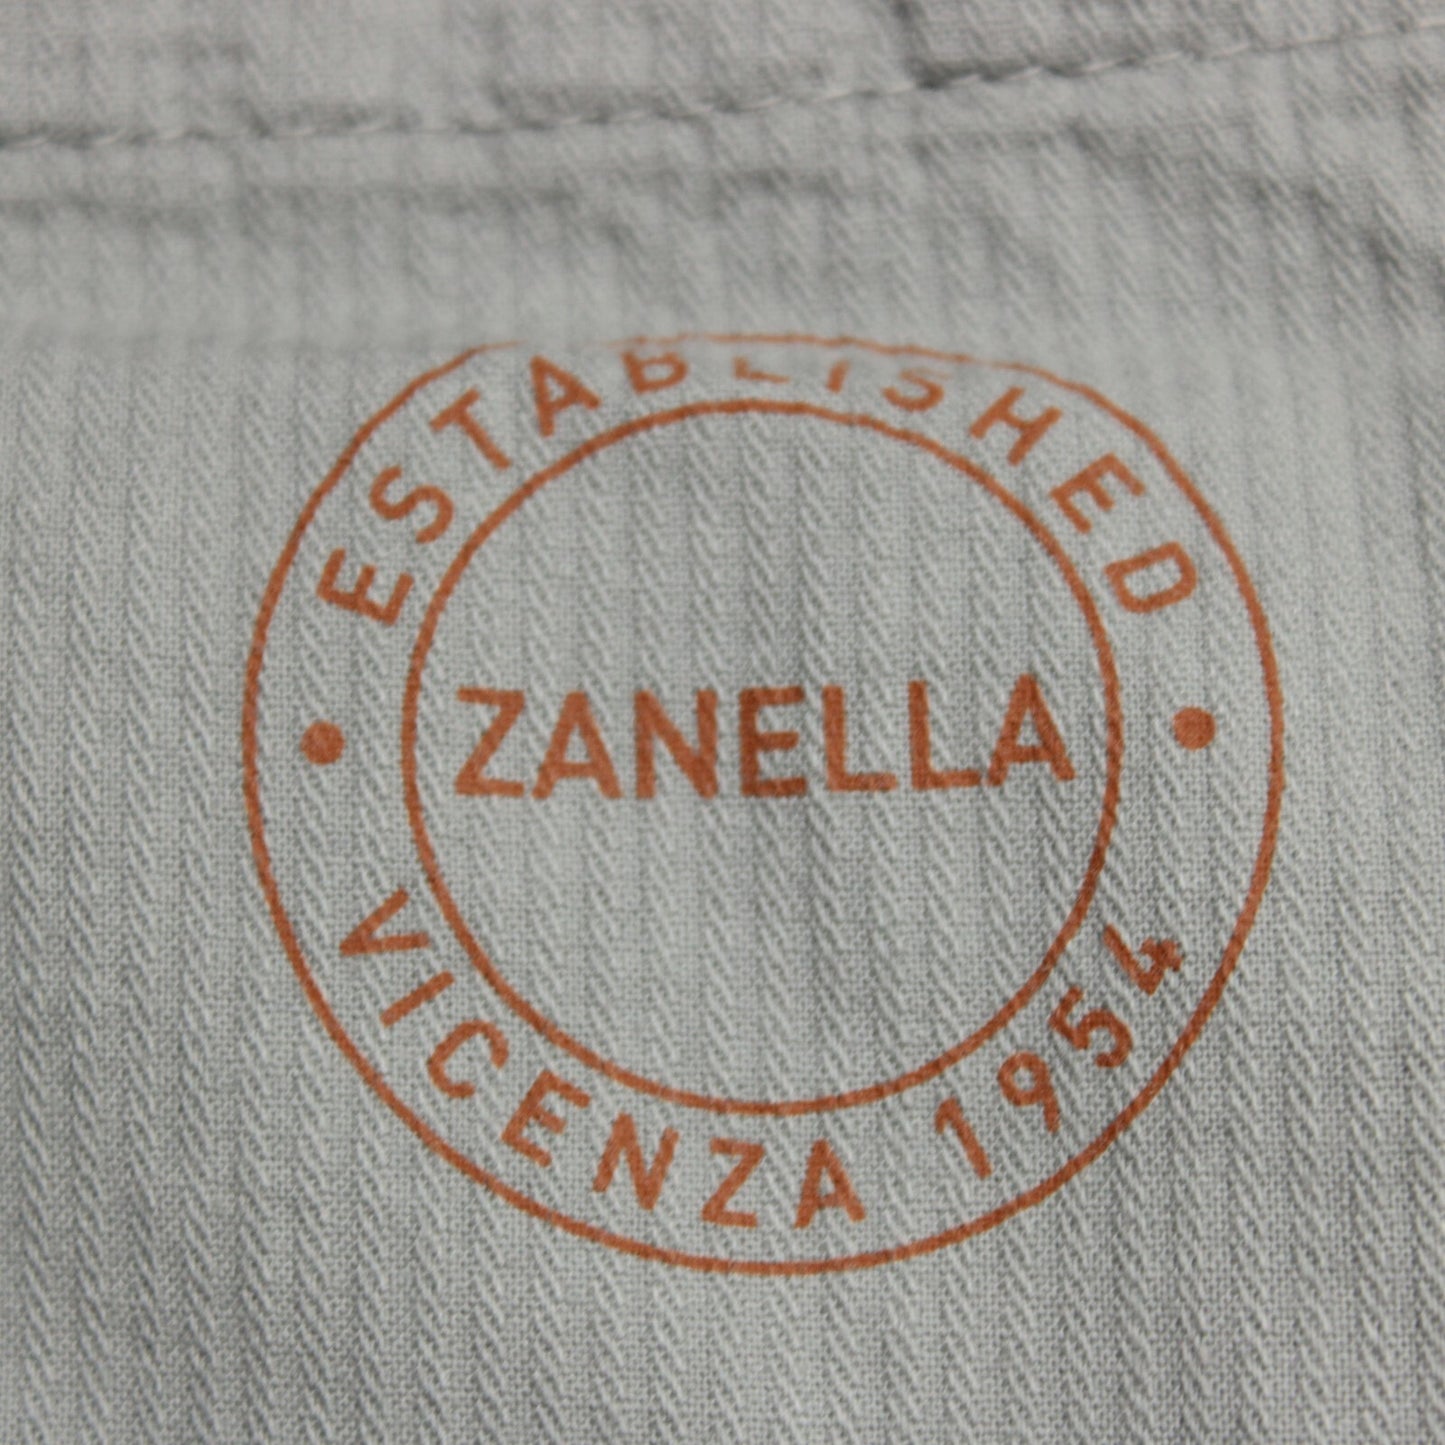 ESTABLISHED
ZANELLA
VICENZA 1954